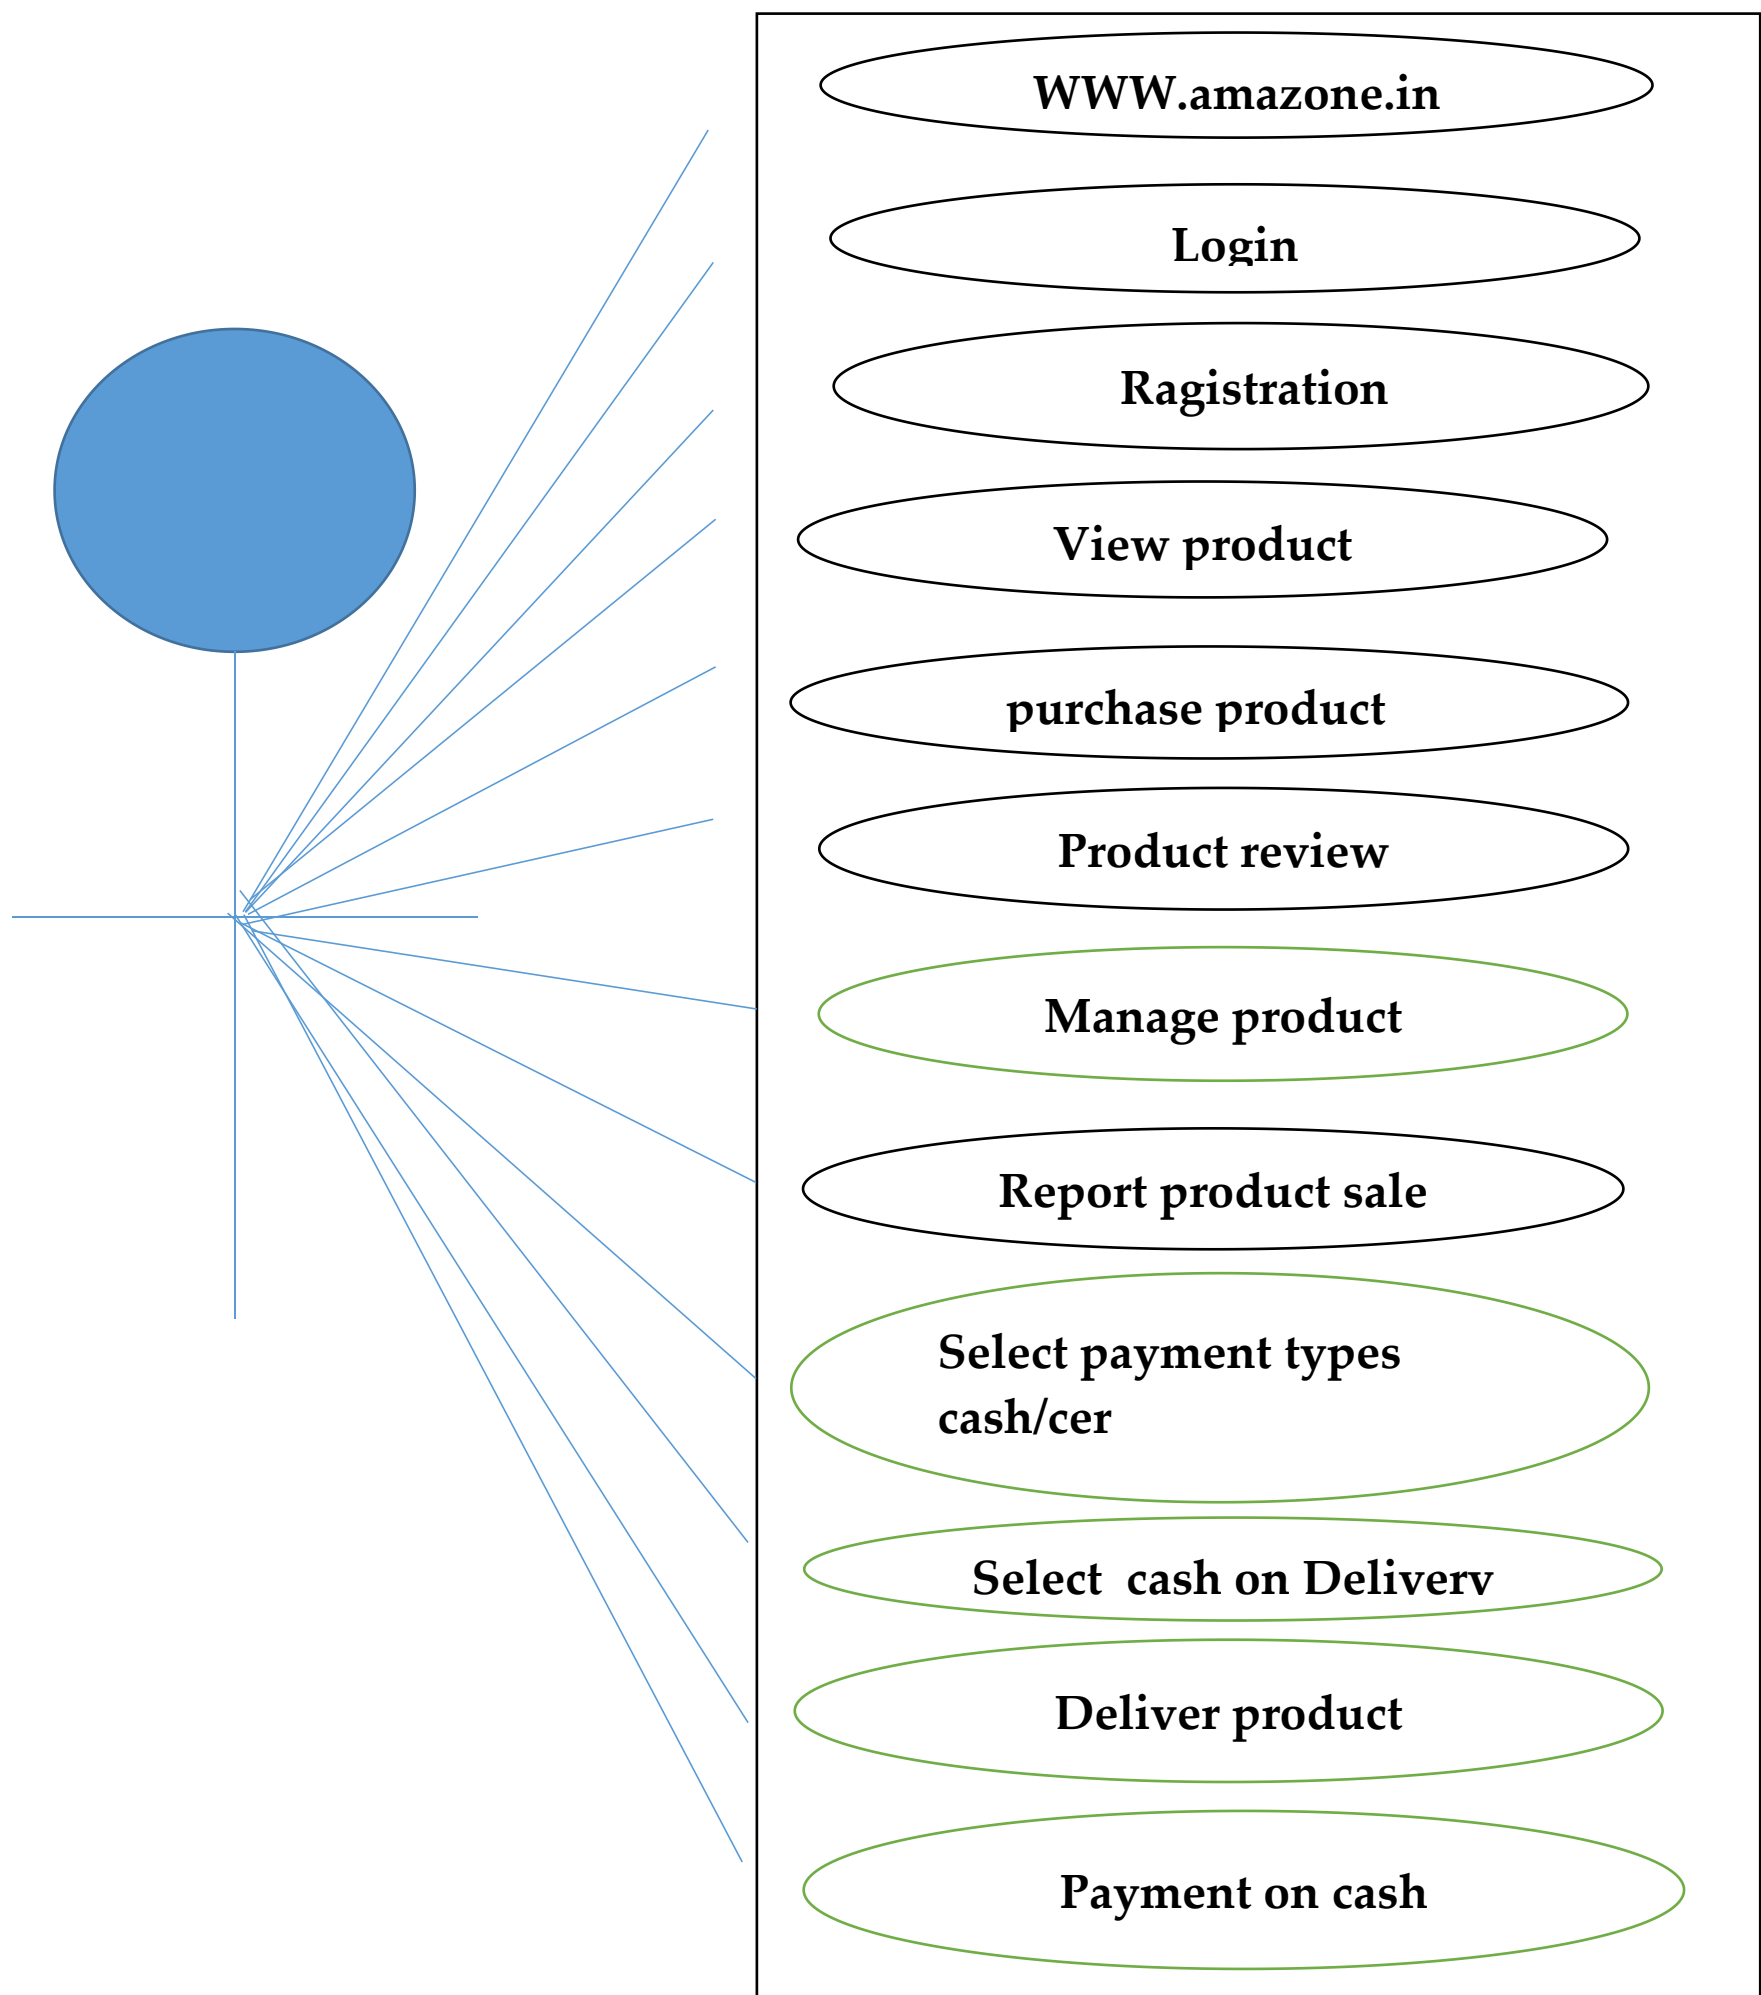 WWW.amazone.in
Login
Ragistration
View product
purchase product
Product review
Manage product
Report product sale
Select payment types
cash/cer
Select  cash on Delivery
Deliver product
Payment on cash